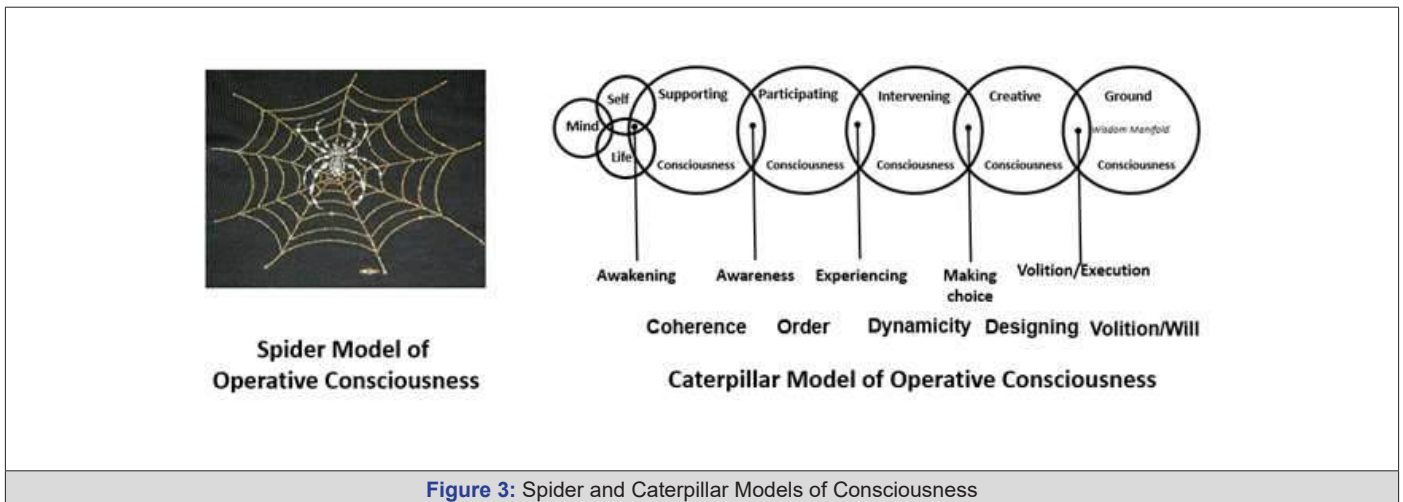 Self
Mind
Life
Supporting
Consciousness
Participating
Consciousness
Intervening
Consciousness
Creative
Consciousness
Ground
Wisdom Manifold
Consciousness
Awakening
Awareness
Experiencing
Making
choice
Volition/Execution
Coherence Order Dynamicity Designing Volition/Will
Spider Model of
Operative Consciousness
Caterpillar Model of Operative Consciousness
Figure 3: Spider and Caterpillar Models of Consciousness